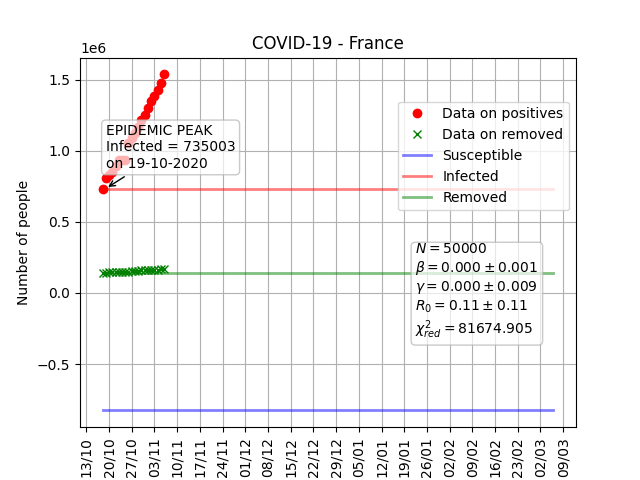 COVID-19 - France
1e6
1.5
1.0
0.5
0.0
−0.5
Number of people
EPIDEMIC PEAK
Infected = 735003
on 19-10-2020
Data on positives
Data on removed
Susceptible
Infected
Removed
N = 50000
β = 0.000 ± 0.001
γ = 0.000 ± 0.009
R₀ = 0.11 ± 0.11
χ²red = 81674.905
13/10
20/10
27/10
03/11
10/11
17/11
24/11
01/12
08/12
15/12
22/12
29/12
05/01
12/01
19/01
26/01
02/02
09/02
16/02
23/02
02/03
09/03